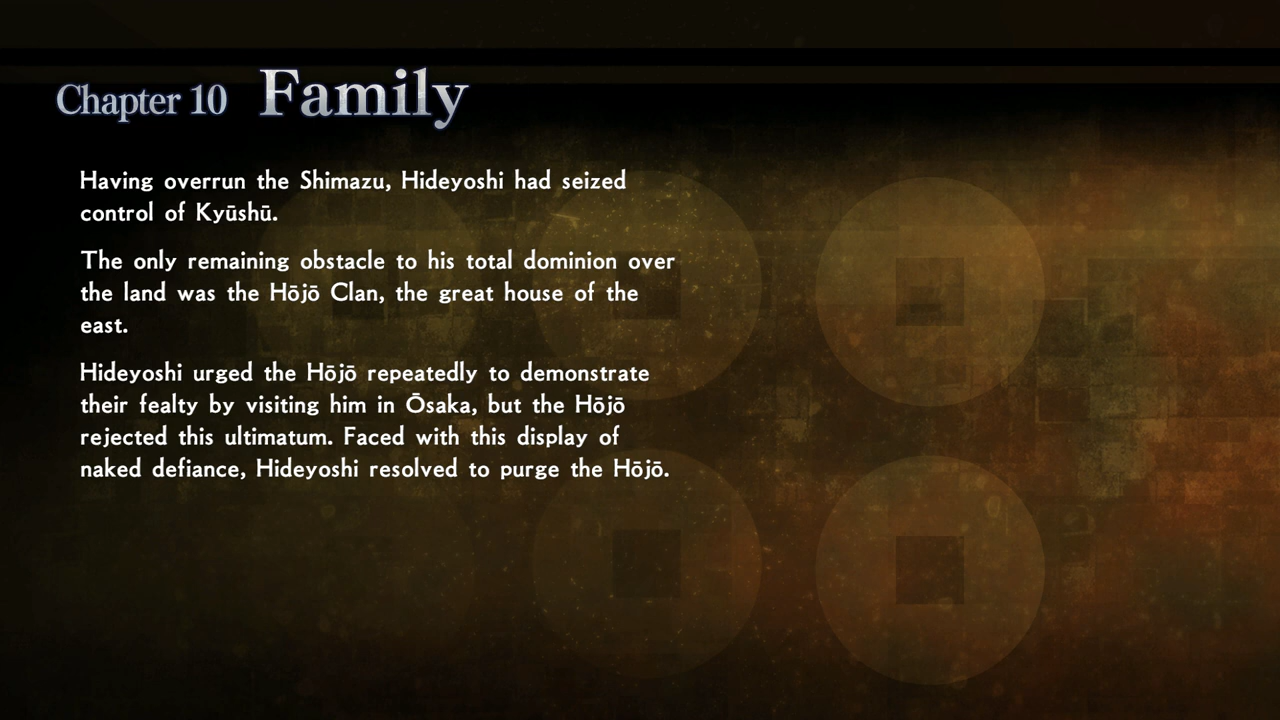 Chapter 10 Family
Having overrun the Shimazu, Hideyoshi had seized
control of Kyūshū.
The only remaining obstacle to his total dominion over
the land was the Hōjō Clan, the great house of the
east.
Hideyoshi urged the Hōjō repeatedly to demonstrate
their fealty by visiting him in Ōsaka, but the Hōjō
rejected this ultimatum. Faced with this display of
naked defiance, Hideyoshi resolved to purge the Hōjō.